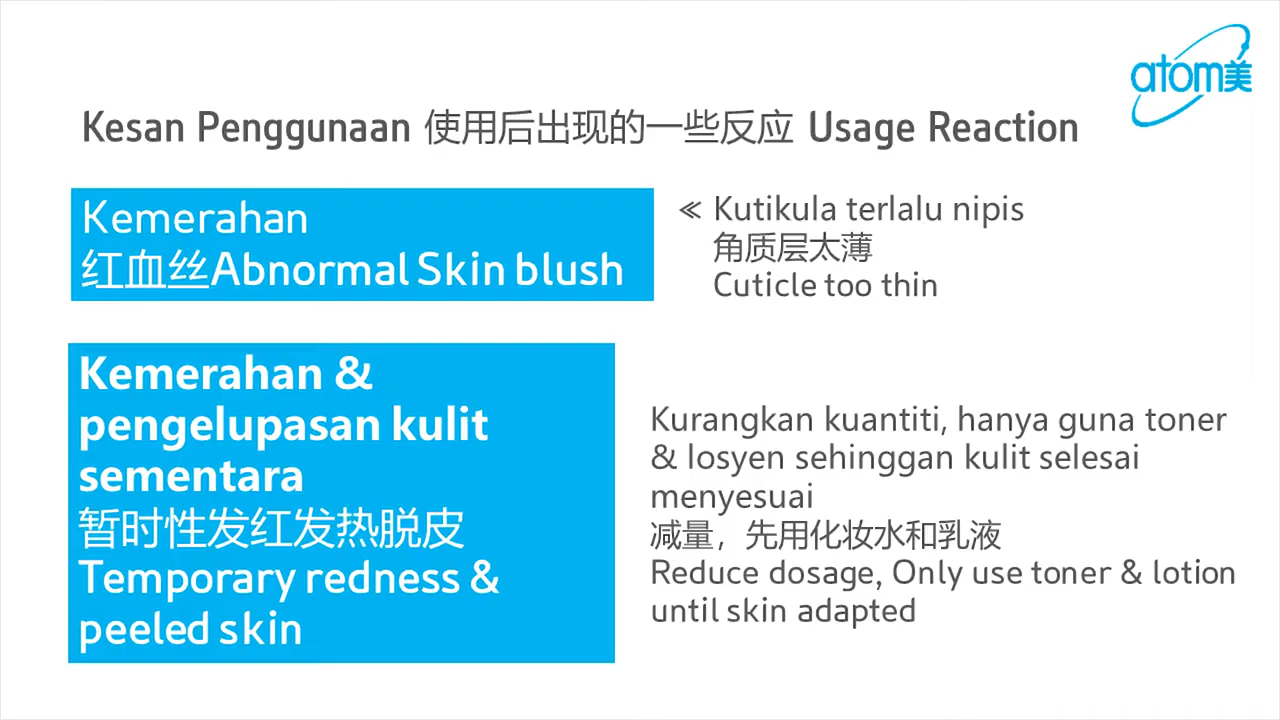 atom美
Kesan Penggunaan 使用后出现的一些反应 Usage Reaction
Kemerahan
红血丝Abnormal Skin blush
≪ Kutikula terlalu nipis
角质层太薄
Cuticle too thin
Kemerahan &
pengelupasan kulit
sementara
暂时性发红发热脱皮
Temporary redness &
peeled skin
Kurangkan kuantiti, hanya guna toner
& losyen sehinggan kulit selesai
menyesuai
减量，先用化妆水和乳液
Reduce dosage, Only use toner & lotion
until skin adapted